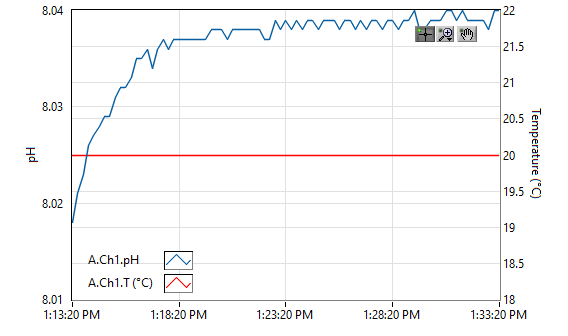 8.04
8.03
8.02
8.01
pH
22
21.5
21
20.5
20
19.5
19
18.5
18
Temperature (°C)
A.Ch1.pH
A.Ch1.T (°C)
1:13:20 PM 1:18:20 PM 1:23:20 PM 1:28:20 PM 1:33:20 PM